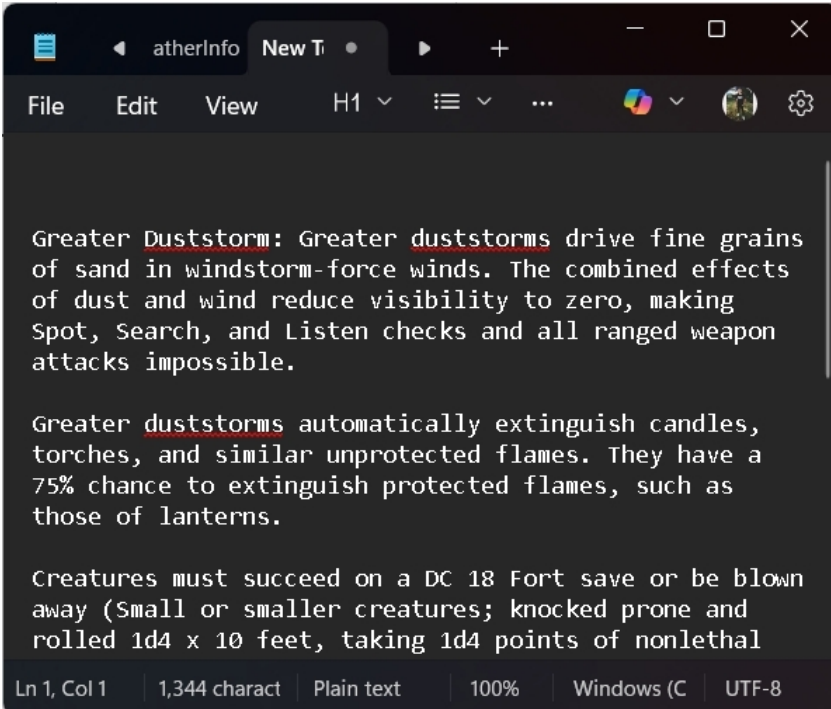 atherInfo New T
File Edit View H1
Greater Duststorm: Greater duststorms drive fine grains
of sand in windstorm-force winds. The combined effects
of dust and wind reduce visibility to zero, making
Spot, Search, and Listen checks and all ranged weapon
attacks impossible.
Greater duststorms automatically extinguish candles,
torches, and similar unprotected flames. They have a
75% chance to extinguish protected flames, such as
those of lanterns.
Creatures must succeed on a DC 18 Fort save or be blown
away (Small or smaller creatures; knocked prone and
rolled 1d4 x 10 feet, taking 1d4 points of nonlethal
Ln 1, Col 1 1,344 charact Plain text 100% Windows (C UTF-8